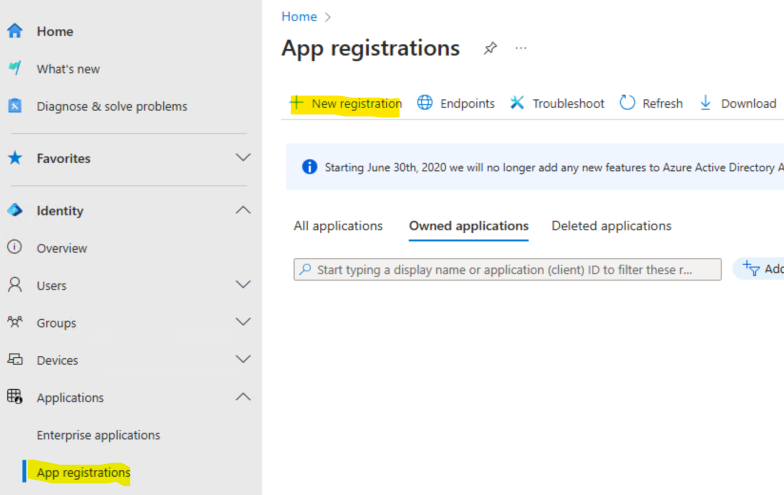 Home
What's new
Diagnose & solve problems
Favorites
Identity
Overview
Users
Groups
Devices
Applications
Enterprise applications
App registrations
Home >
App registrations ...
+ New registration Endpoints Troubleshoot Refresh Download
Starting June 30th, 2020 we will no longer add any new features to Azure Active Directory A
All applications Owned applications Deleted applications
Start typing a display name or application (client) ID to filter these r... Add